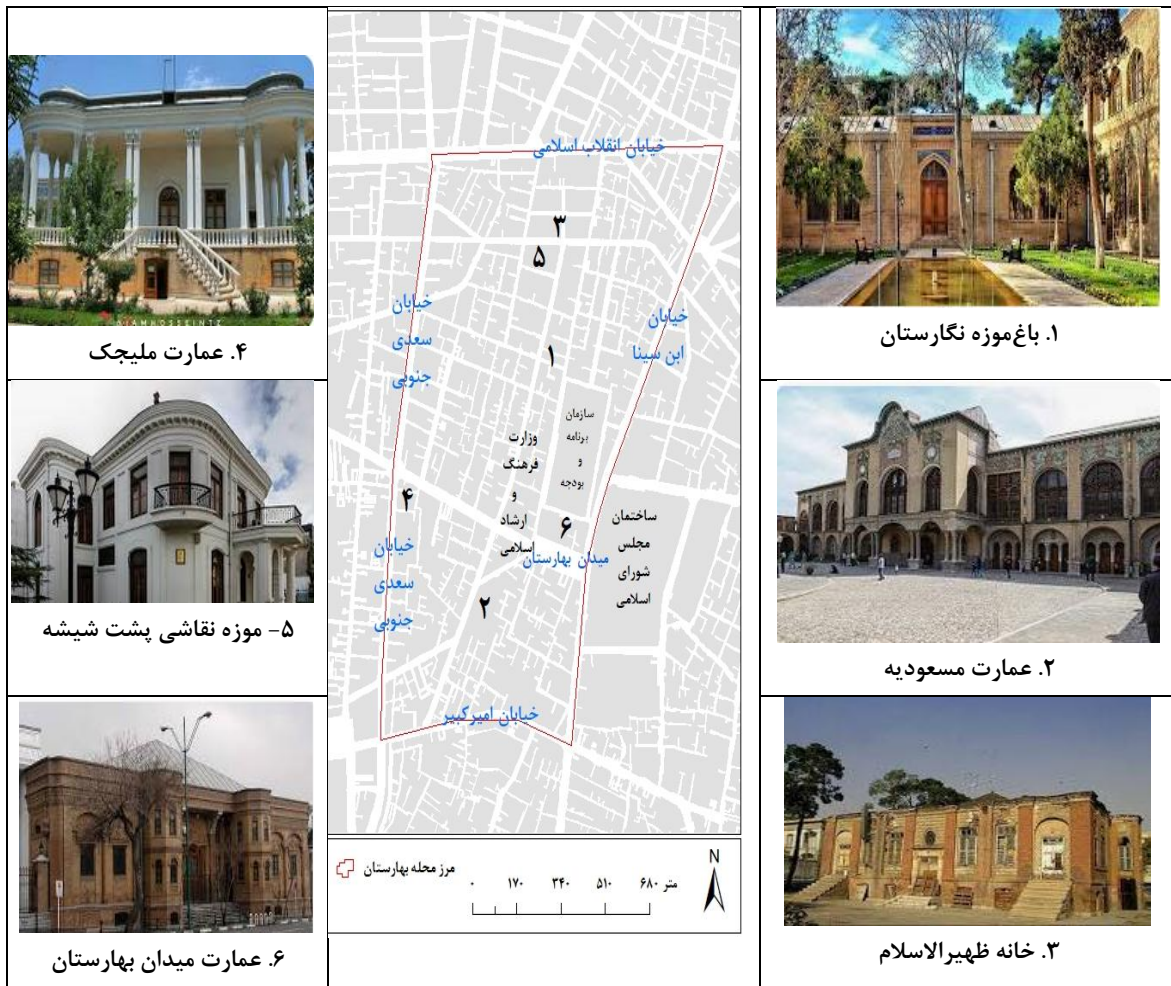 ۱. باغ‌موزه نگارستان
۲. عمارت مسعودیه
۳. خانه ظهیرالاسلام
خیابان انقلاب اسلامی
۳
۵
خیابان
سعدی
جنوبی
خیابان
ابن سینا
۱
سازمان
برنامه
و
بودجه
وزارت
فرهنگ
و
ارشاد
اسلامی
۴
۶
میدان بهارستان
ساختمان
مجلس
شورای
اسلامی
خیابان
سعدی
جنوبی
۲
خیابان امیرکبیر
مرز محله بهارستان
۰ ۱۷۰ ۳۴۰ ۵۱۰ ۶۸۰ متر
N
۴. عمارت ملیجک
۵- موزه نقاشی پشت شیشه
۶. عمارت میدان بهارستان